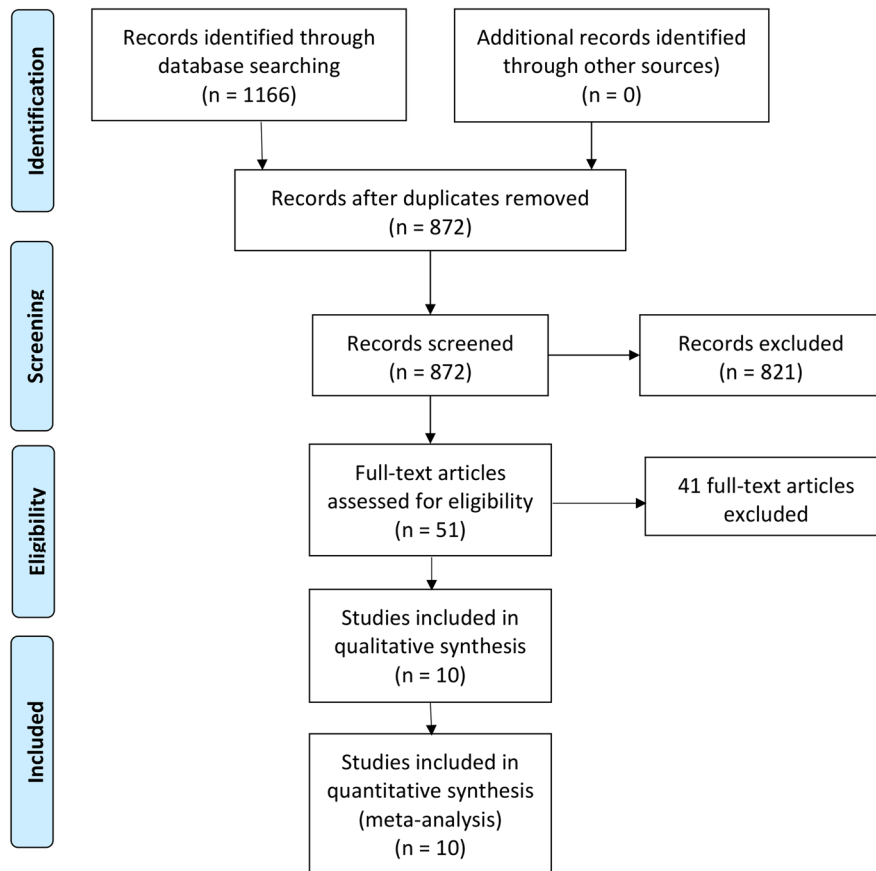 Identification
Records identified through
database searching
(n = 1166)
Additional records identified
through other sources)
(n = 0)
Records after duplicates removed
(n = 872)
Screening
Records screened
(n = 872)
Records excluded
(n = 821)
Eligibility
Full-text articles
assessed for eligibility
(n = 51)
41 full-text articles
excluded
Included
Studies included in
qualitative synthesis
(n = 10)
Studies included in
quantitative synthesis
(meta-analysis)
(n = 10)